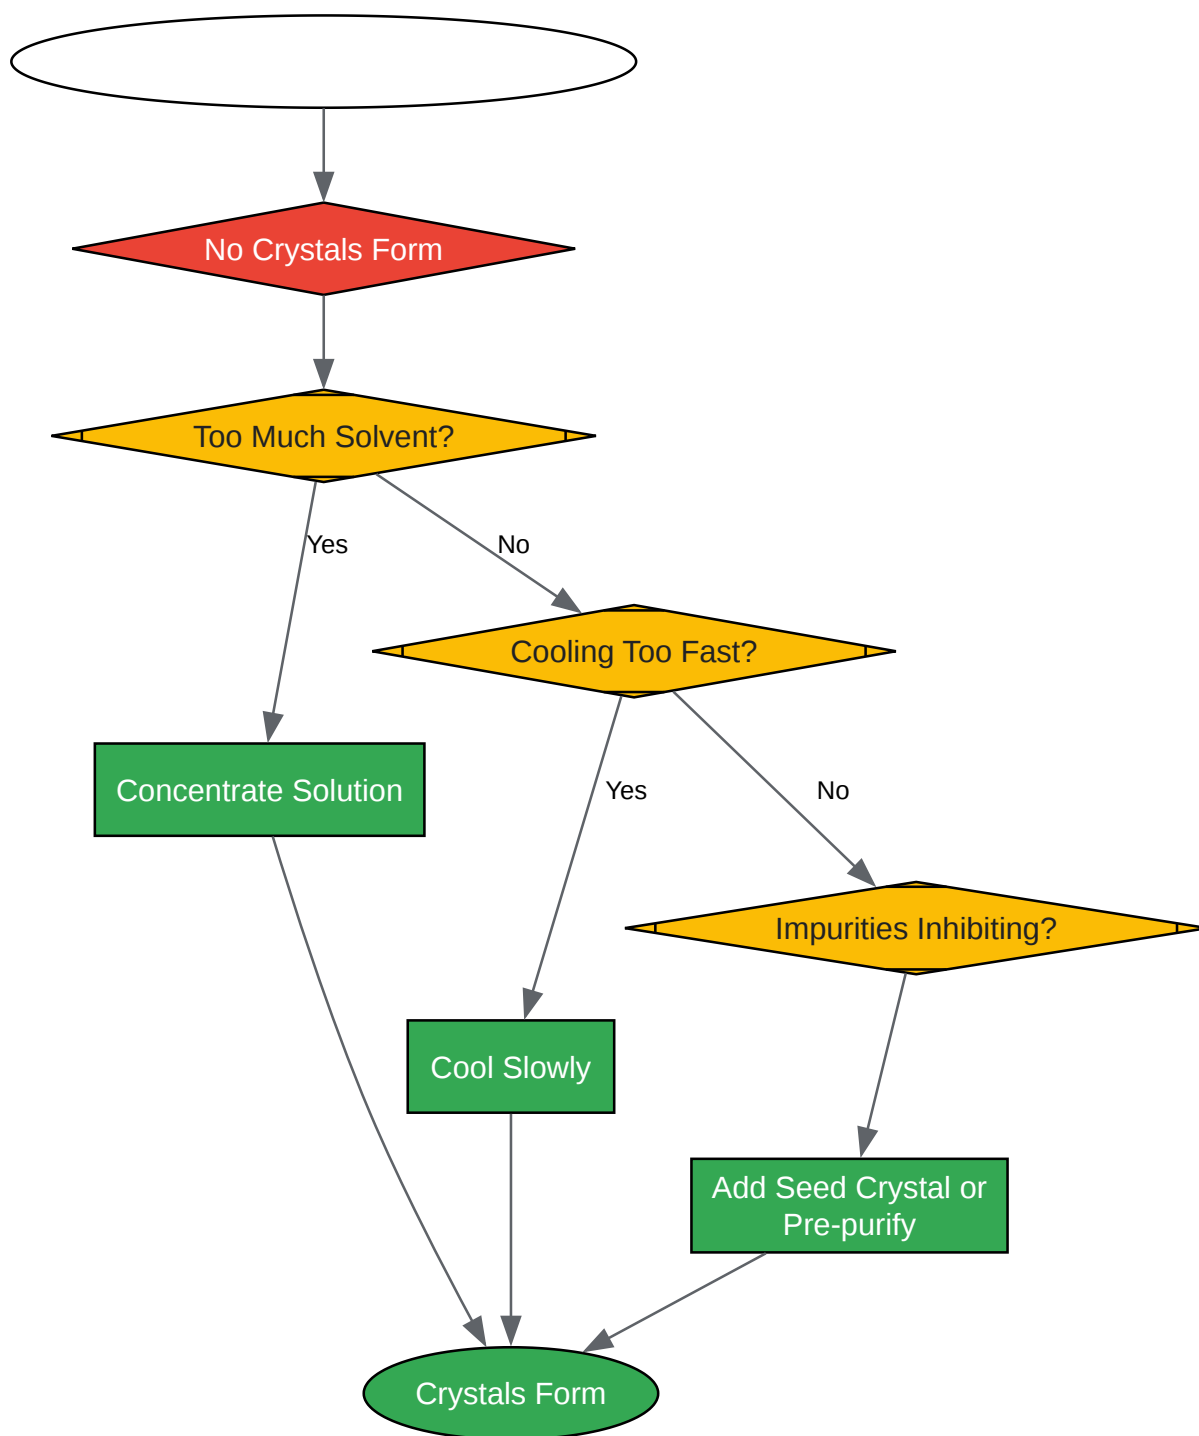 No Crystals Form
Too Much Solvent?
Yes
No
Cooling Too Fast?
Concentrate Solution
Yes
No
Impurities Inhibiting?
Cool Slowly
Add Seed Crystal or
Pre-purify
Crystals Form